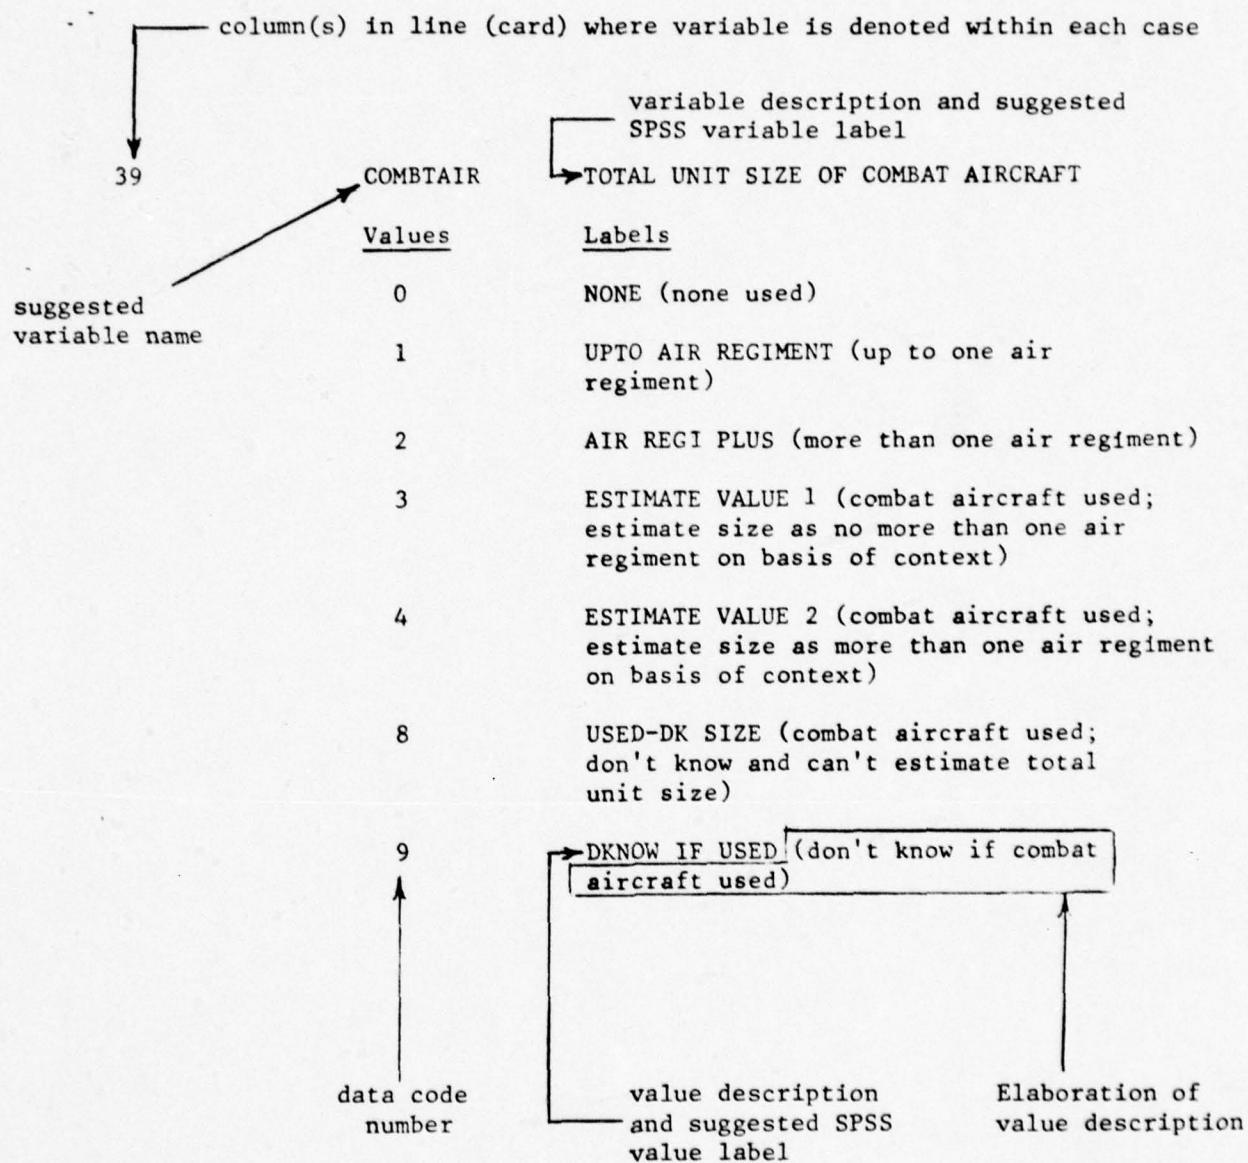 column(s) in line (card) where variable is denoted within each case
variable description and suggested
SPSS variable label
39 COMBTAIR TOTAL UNIT SIZE OF COMBAT AIRCRAFT
Values Labels
suggested
variable name
0 NONE (none used)
1 UPTO AIR REGIMENT (up to one air
regiment)
2 AIR REGI PLUS (more than one air regiment)
3 ESTIMATE VALUE 1 (combat aircraft used;
estimate size as no more than one air
regiment on basis of context)
4 ESTIMATE VALUE 2 (combat aircraft used;
estimate size as more than one air regiment
on basis of context)
8 USED-DK SIZE (combat aircraft used;
don't know and can't estimate total
unit size)
9 DKNOW IF USED (don't know if combat
aircraft used)
data code
number
value description
and suggested SPSS
value label
Elaboration of
value description